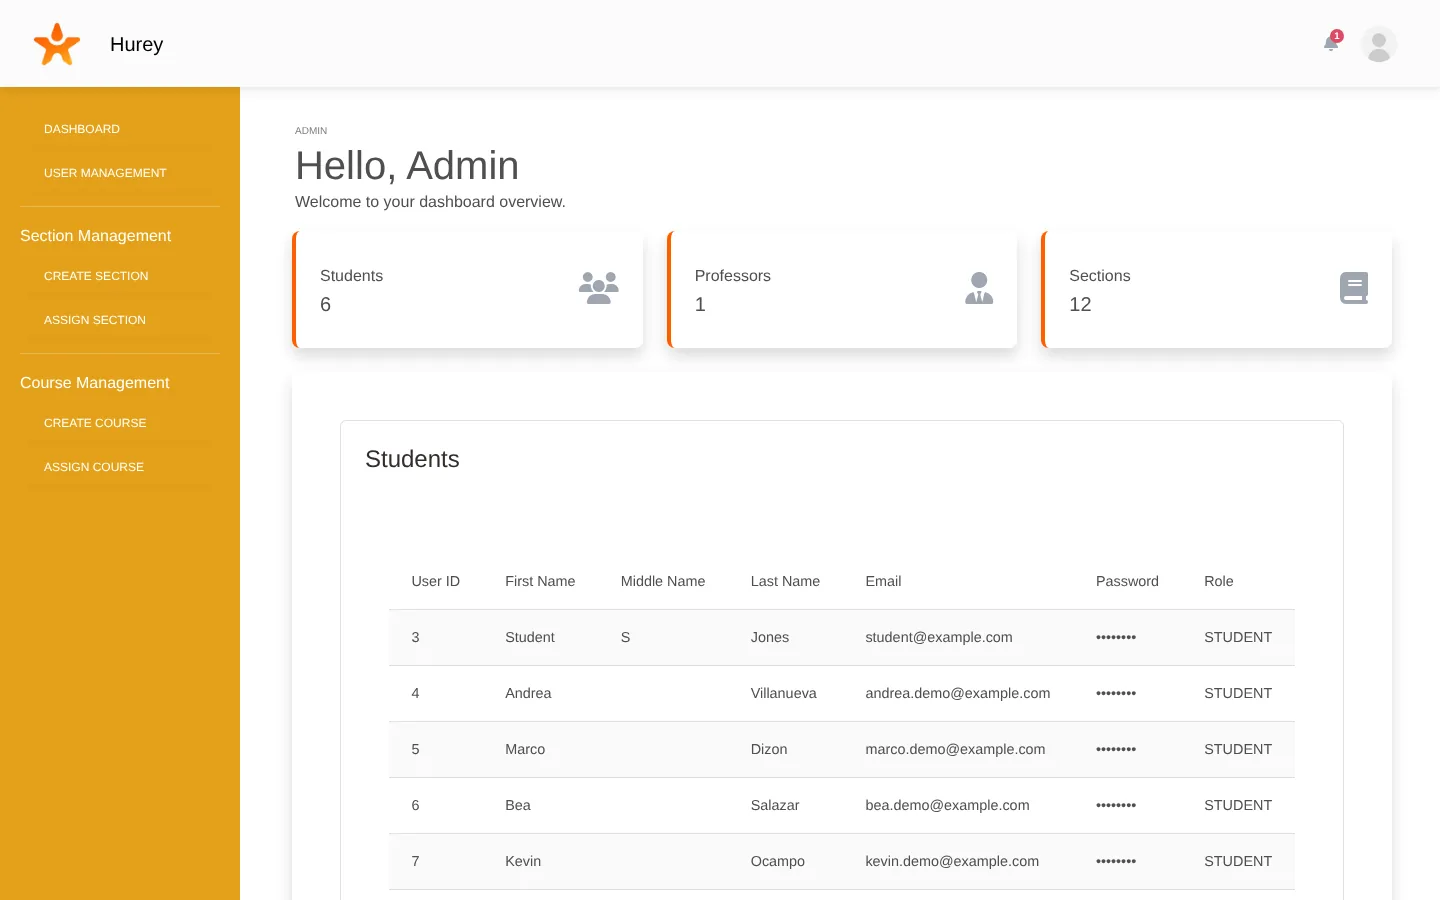 Hurey
1
DASHBOARD
USER MANAGEMENT
Section Management
CREATE SECTION
ASSIGN SECTION
Course Management
CREATE COURSE
ASSIGN COURSE
ADMIN
Hello, Admin
Welcome to your dashboard overview.
Students
6
Professors
1
Sections
12
Students
User ID First Name Middle Name Last Name Email Password Role
3 Student S Jones student@example.com •••••••• STUDENT
4 Andrea Villanueva andrea.demo@example.com •••••••• STUDENT
5 Marco Dizon marco.demo@example.com •••••••• STUDENT
6 Bea Salazar bea.demo@example.com •••••••• STUDENT
7 Kevin Ocampo kevin.demo@example.com •••••••• STUDENT